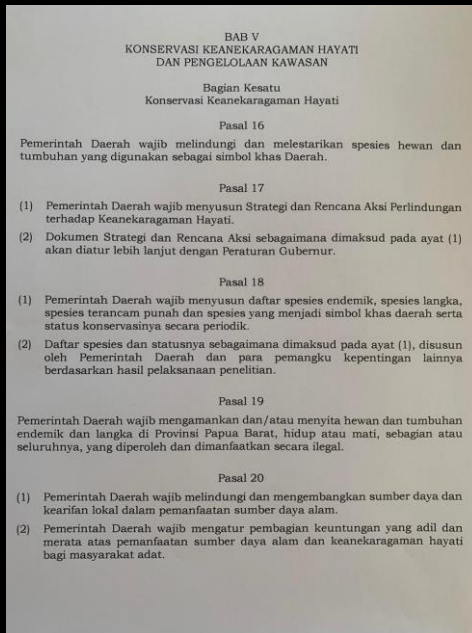 BAB V
KONSERVASI KEANEKARAGAMAN HAYATI
DAN PENGELOLAAN KAWASAN
Bagian Kesatu
Konservasi Keanekaragaman Hayati
Pasal 16
Pemerintah Daerah wajib melindungi dan melestarikan spesies hewan dan
tumbuhan yang digunakan sebagai simbol khas Daerah.
Pasal 17
(1) Pemerintah Daerah wajib menyusun Strategi dan Rencana Aksi Perlindungan
terhadap Keanekaragaman Hayati.
(2) Dokumen Strategi dan Rencana Aksi sebagaimana dimaksud pada ayat (1)
akan diatur lebih lanjut dengan Peraturan Gubernur.
Pasal 18
(1) Pemerintah Daerah wajib menyusun daftar spesies endemik, spesies langka,
spesies terancam punah dan spesies yang menjadi simbol khas daerah serta
status konservasinya secara periodik.
(2) Daftar spesies dan statusnya sebagaimana dimaksud pada ayat (1), disusun
oleh Pemerintah Daerah dan para pemangku kepentingan lainnya
berdasarkan hasil pelaksanaan penelitian.
Pasal 19
Pemerintah Daerah wajib mengamankan dan/atau menyita hewan dan tumbuhan
endemik dan langka di Provinsi Papua Barat, hidup atau mati, sebagian atau
seluruhnya, yang diperoleh dan dimanfaatkan secara ilegal.
Pasal 20
(1) Pemerintah Daerah wajib melindungi dan mengembangkan sumber daya dan
kearifan lokal dalam pemanfaatan sumber daya alam.
(2) Pemerintah Daerah wajib mengatur pembagian keuntungan yang adil dan
merata atas pemanfaatan sumber daya alam dan keanekaragaman hayati
bagi masyarakat adat.